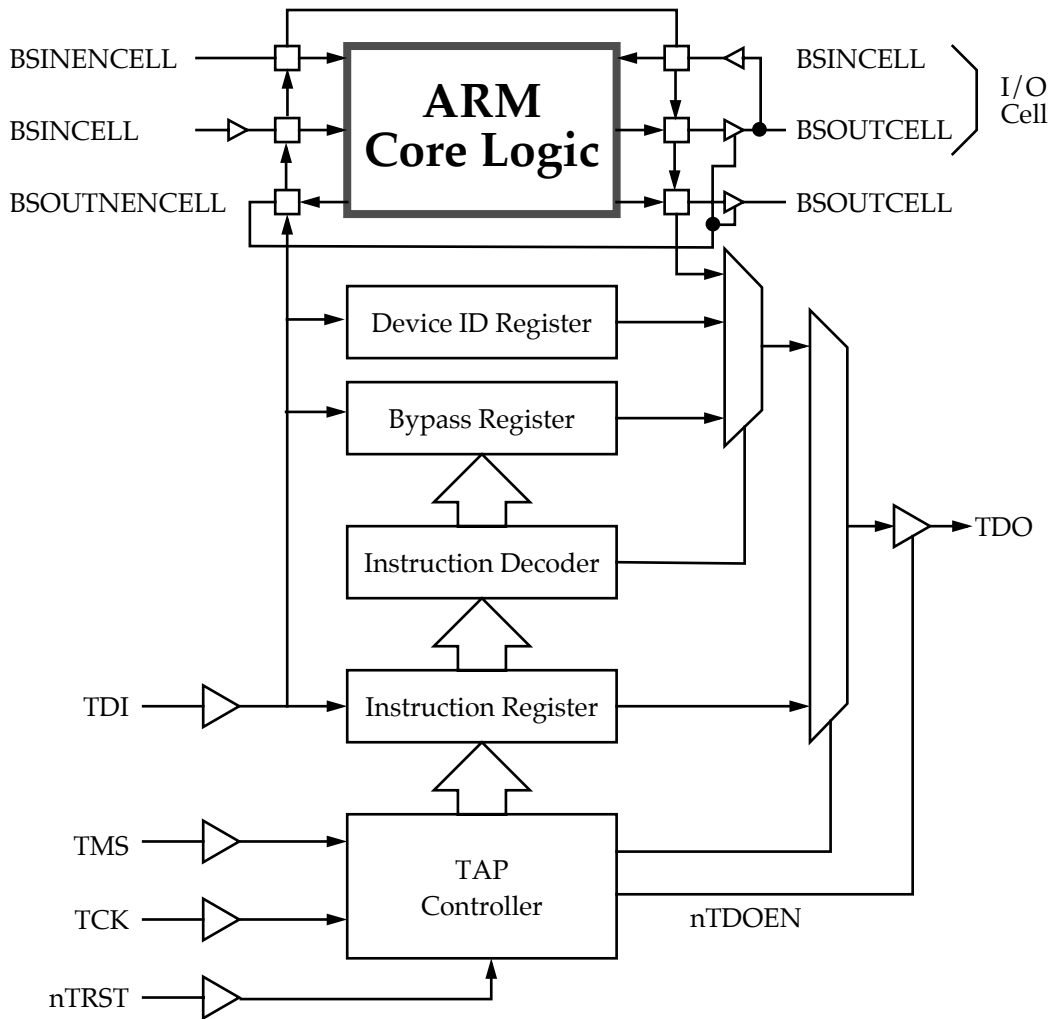 BSINENCELL
BSINCELL
BSOUTNENCELL
ARM
Core Logic
BSINCELL
BSOUTCELL
BSOUTCELL
I/O
Cell
Device ID Register
Bypass Register
Instruction Decoder
TDO
TDI
Instruction Register
TMS
TCK
nTRST
TAP
Controller
nTDOEN